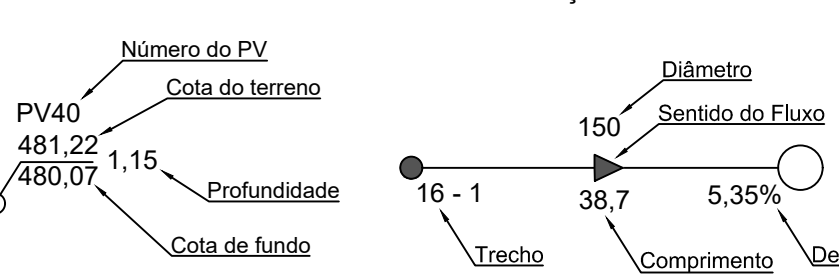 Número do PV
Cota do terreno
PV40
481,22
1,15
480,07
Profundidade
Cota de fundo
Diâmetro
Sentido do Fluxo
150
16 - 1
38,7
5,35%
Trecho
Comprimento
De